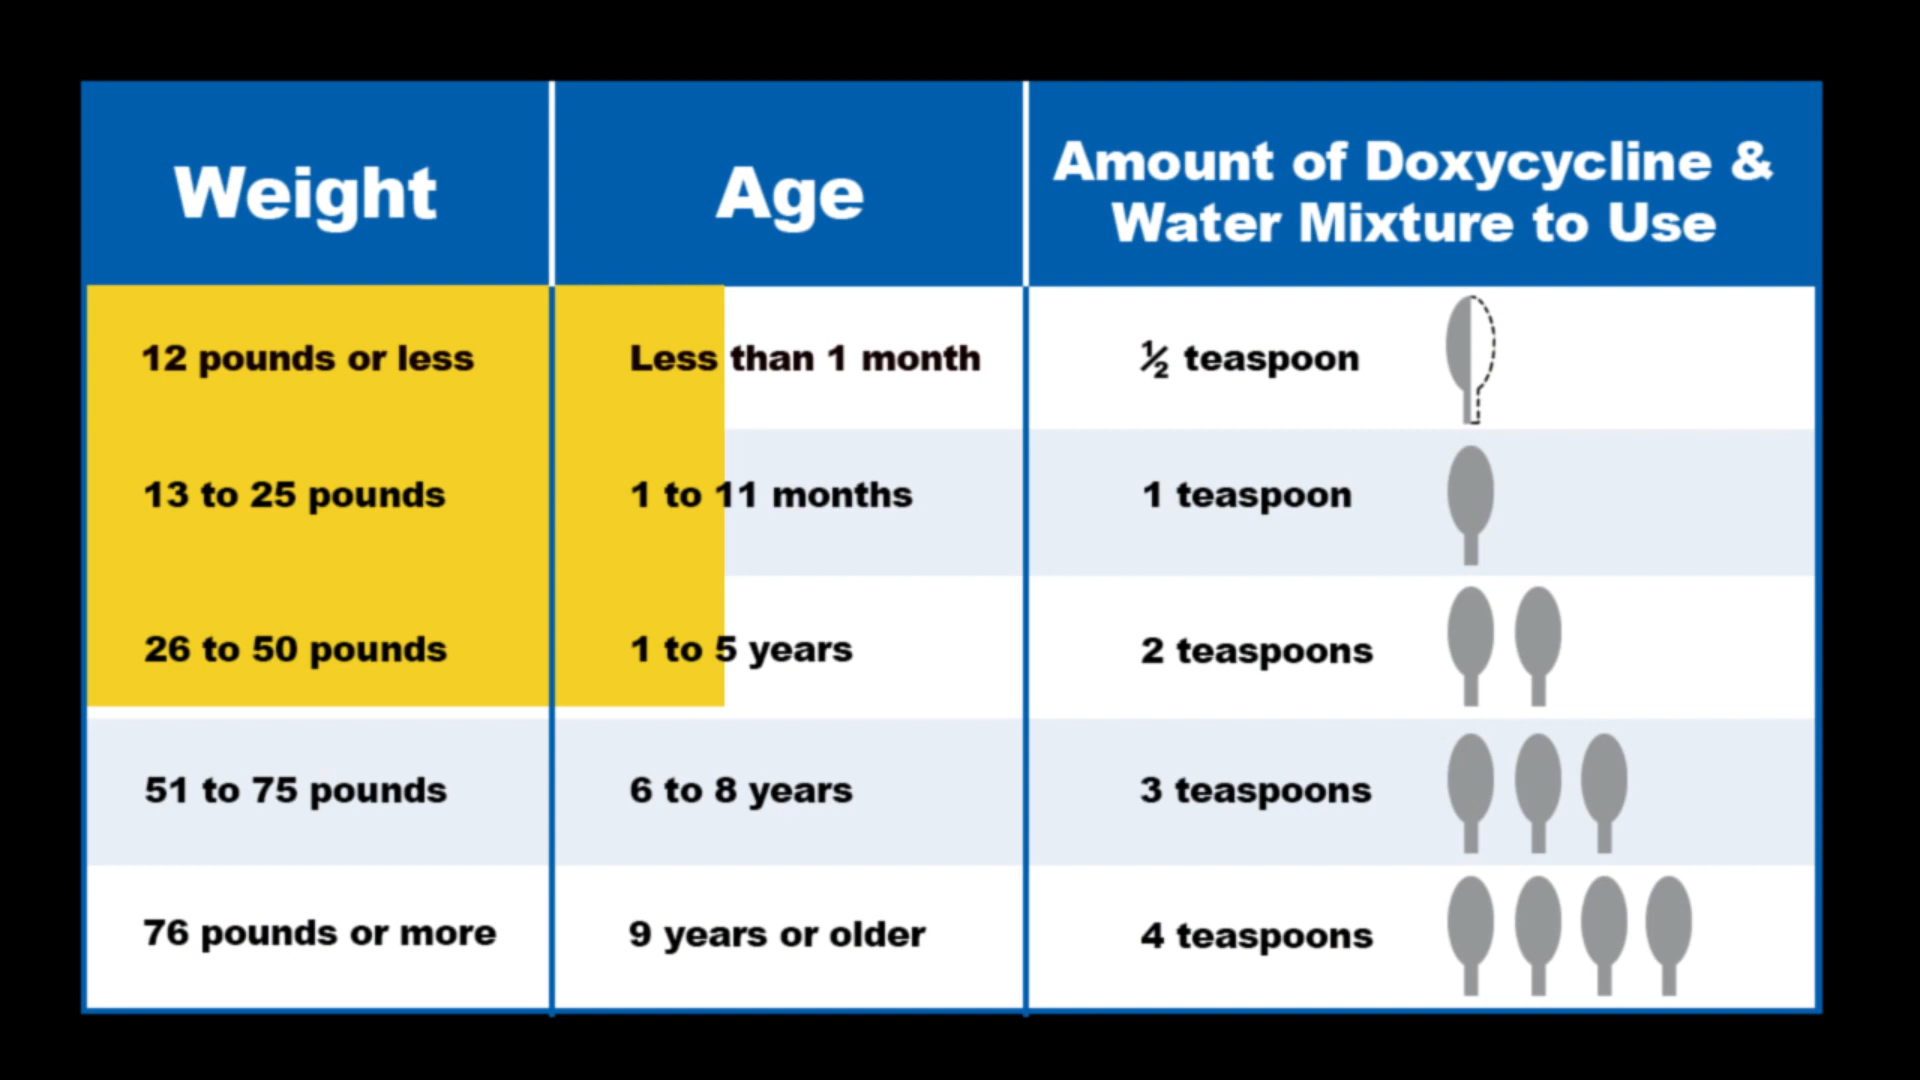 Weight
Age
Amount of Doxycycline &
Water Mixture to Use
12 pounds or less
Less than 1 month
½ teaspoon
13 to 25 pounds
1 to 11 months
1 teaspoon
26 to 50 pounds
1 to 5 years
2 teaspoons
51 to 75 pounds
6 to 8 years
3 teaspoons
76 pounds or more
9 years or older
4 teaspoons